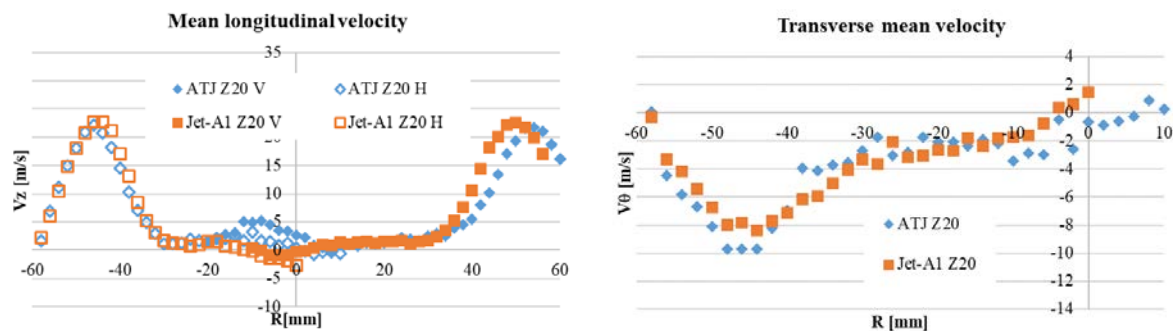 Mean longitudinal velocity
35
ATJ Z20 V
ATJ Z20 H
Jet-A1 Z20 V
Jet-A1 Z20 H
Vz [m/s]
15
10
5
0
-5
-10
-60
-40
-20
0
20
40
60
R[mm]
Transverse mean velocity
4
2
0
-2
-4
-6
-8
-10
-12
-14
-60
-50
-40
-30
-20
-10
0
10
Vθ [m/s]
ATJ Z20
Jet-A1 Z20
R [mm]